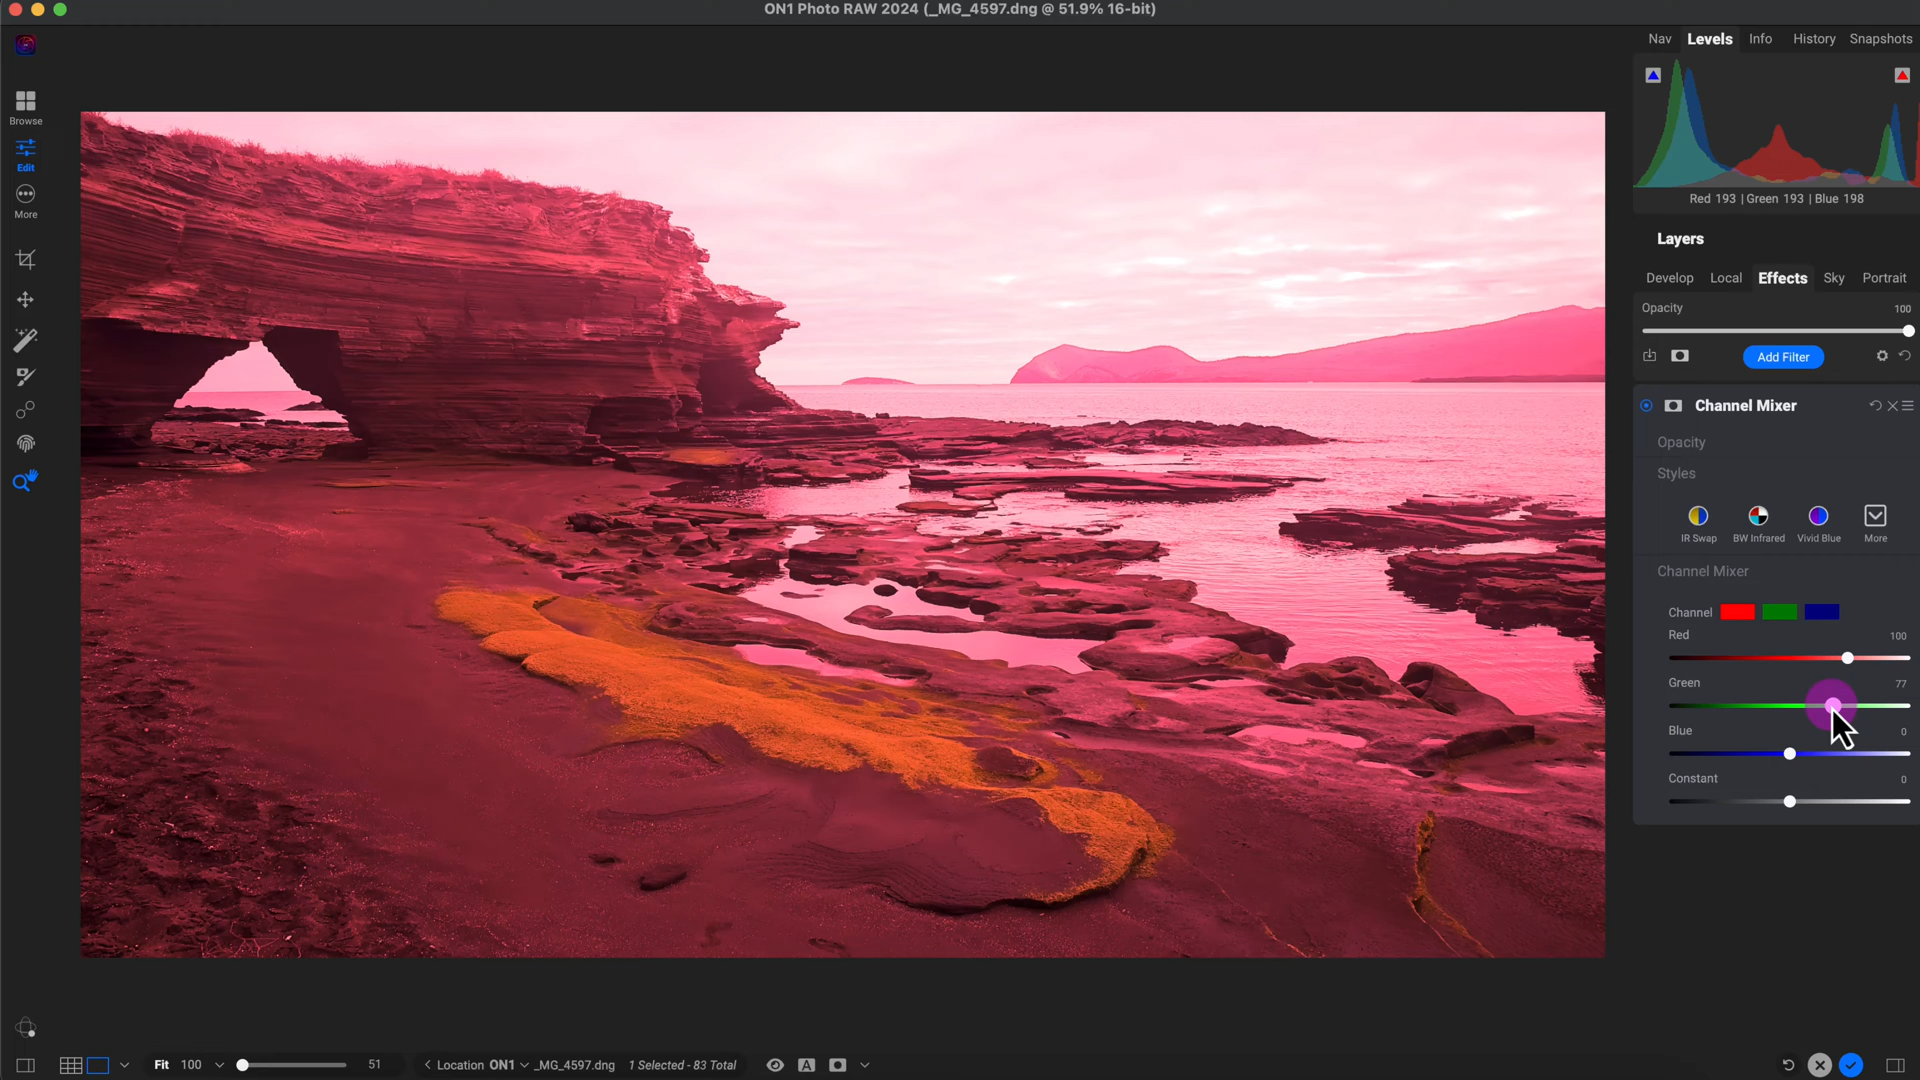 ON1 Photo RAW 2024 (_MG_4597.dng @ 51.9% 16-bit)
Nav Levels Info History Snapshots
Browse
Edit
More
Red 193 | Green 193 | Blue 198
Layers
Develop Local Effects Sky Portrait
Opacity 100
Add Filter
Channel Mixer
Opacity
Styles
IR Swap BW Infrared Vivid Blue More
Channel Mixer
Channel
Red 100
Green 77
Blue 0
Constant 0
Fit 100 51 Location ON1 _MG_4597.dng 1 Selected - 83 Total A